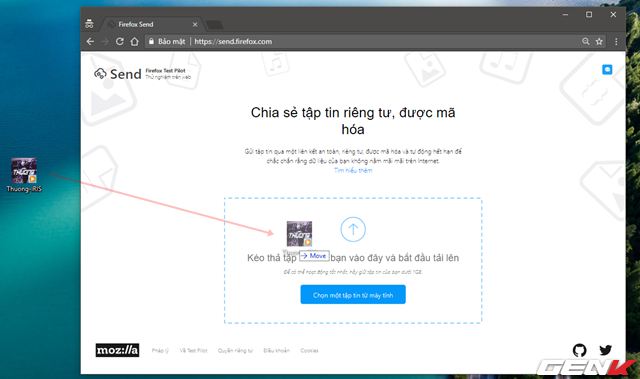 Firefox Send
Bảo mật
https://send.firefox.com
Send
Firefox Test Pilot
Thử nghiệm trên web
Chia sẻ tập tin riêng tư, được mã
hóa
Gửi tập tin qua một liên kết an toàn, riêng tư, được mã hóa và tự động hết hạn để
chắc chắn rằng dữ liệu của bạn không nằm mãi mãi trên Internet.
Tìm hiểu thêm
Thuong-IRiS
THƯƠNG
Move
Kéo thả tập bạn vào đây và bắt đầu tải lên
Để có thể hoạt động tốt nhất, hãy giữ tập tin của bạn dưới 1GB
Chọn một tập tin từ máy tính
moz://a
Pháp lý
Về Test Pilot
Quyền riêng tư
Điều khoản
Cookies
GENK